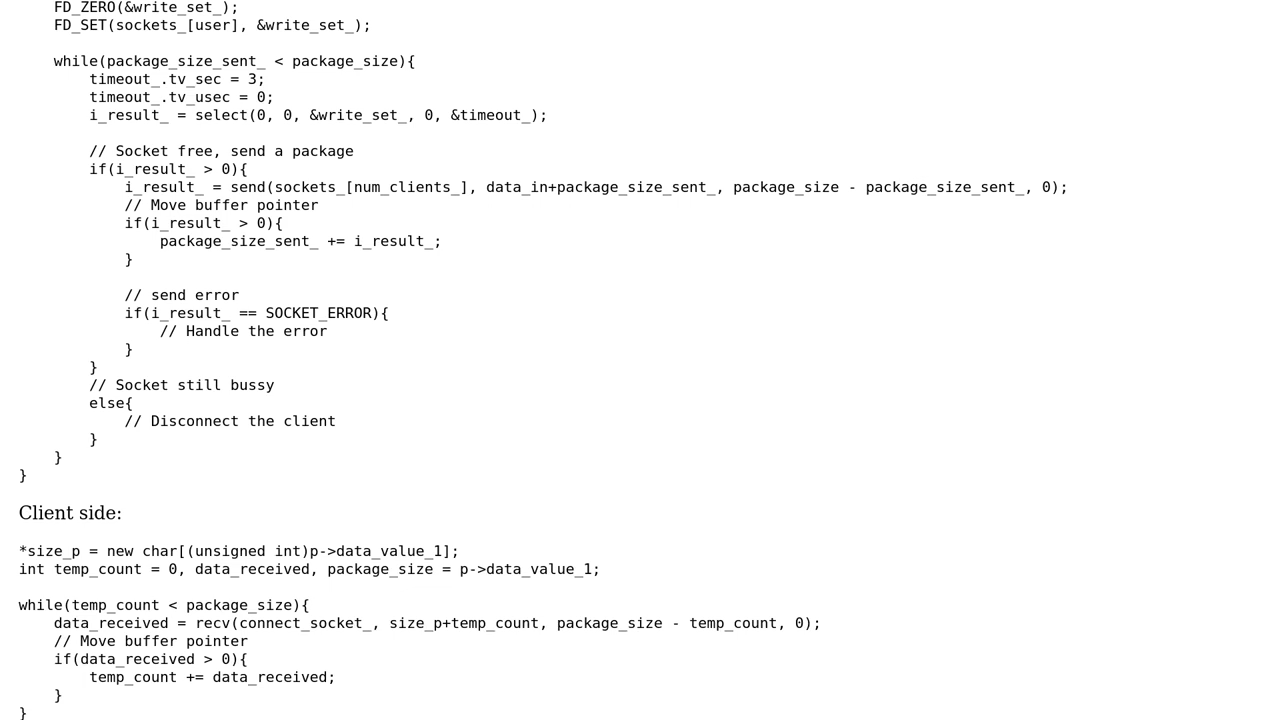 FD_ZERO(&write_set_);
    FD_SET(sockets_[user], &write_set_);

    while(package_size_sent_ < package_size){
        timeout_.tv_sec = 3;
        timeout_.tv_usec = 0;
        i_result_ = select(0, 0, &write_set_, 0, &timeout_);

        // Socket free, send a package
        if(i_result_ > 0){
            i_result_ = send(sockets_[num_clients_], data_in+package_size_sent_, package_size - package_size_sent_, 0);
            // Move buffer pointer
            if(i_result_ > 0){
                package_size_sent_ += i_result_;
            }

            // send error
            if(i_result_ == SOCKET_ERROR){
                // Handle the error
            }
        }
        // Socket still bussy
        else{
            // Disconnect the client
        }
    }
}
Client side:
*size_p = new char[(unsigned int)p->data_value_1];
int temp_count = 0, data_received, package_size = p->data_value_1;

while(temp_count < package_size){
    data_received = recv(connect_socket_, size_p+temp_count, package_size - temp_count, 0);
    // Move buffer pointer
    if(data_received > 0){
        temp_count += data_received;
    }
}